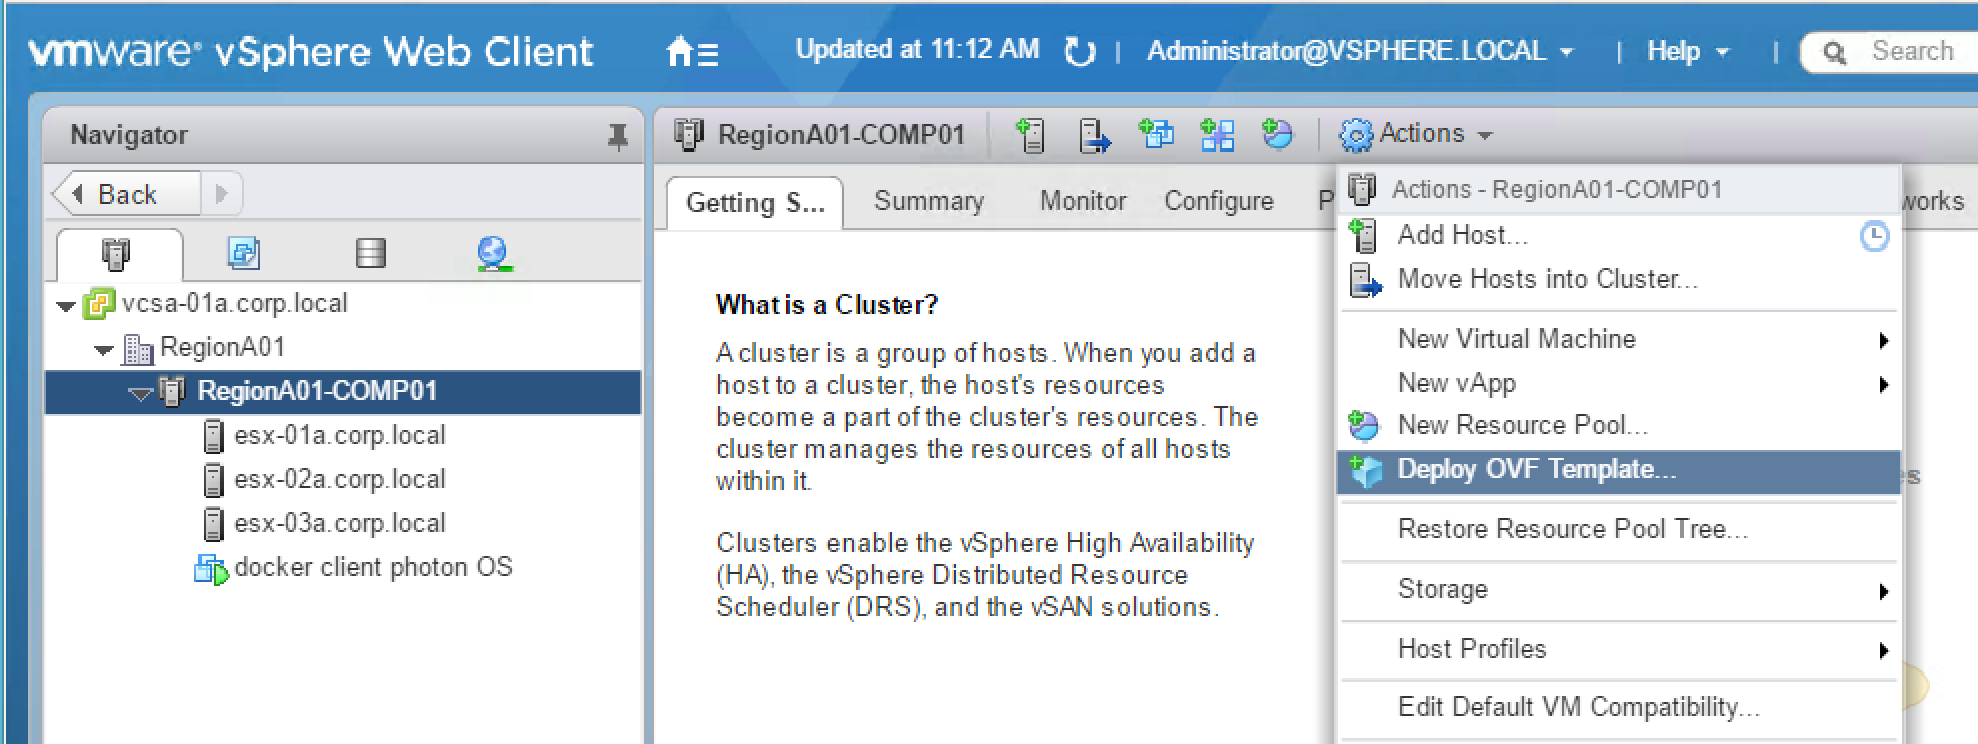 vmware® vSphere Web Client
Updated at 11:12 AM | Administrator@VSPHERE.LOCAL | Help | Search
Navigator
Back
vcsa-01a.corp.local
RegionA01
RegionA01-COMP01
esx-01a.corp.local
esx-02a.corp.local
esx-03a.corp.local
docker client photon OS
RegionA01-COMP01
Actions
Getting S... Summary Monitor Configure P
works
What is a Cluster?
A cluster is a group of hosts. When you add a
host to a cluster, the host's resources
become a part of the cluster's resources. The
cluster manages the resources of all hosts
within it.
Clusters enable the vSphere High Availability
(HA), the vSphere Distributed Resource
Scheduler (DRS), and the vSAN solutions.
Actions - RegionA01-COMP01
Add Host...
Move Hosts into Cluster...
New Virtual Machine
New vApp
New Resource Pool...
Deploy OVF Template...
Restore Resource Pool Tree...
Storage
Host Profiles
Edit Default VM Compatibility...